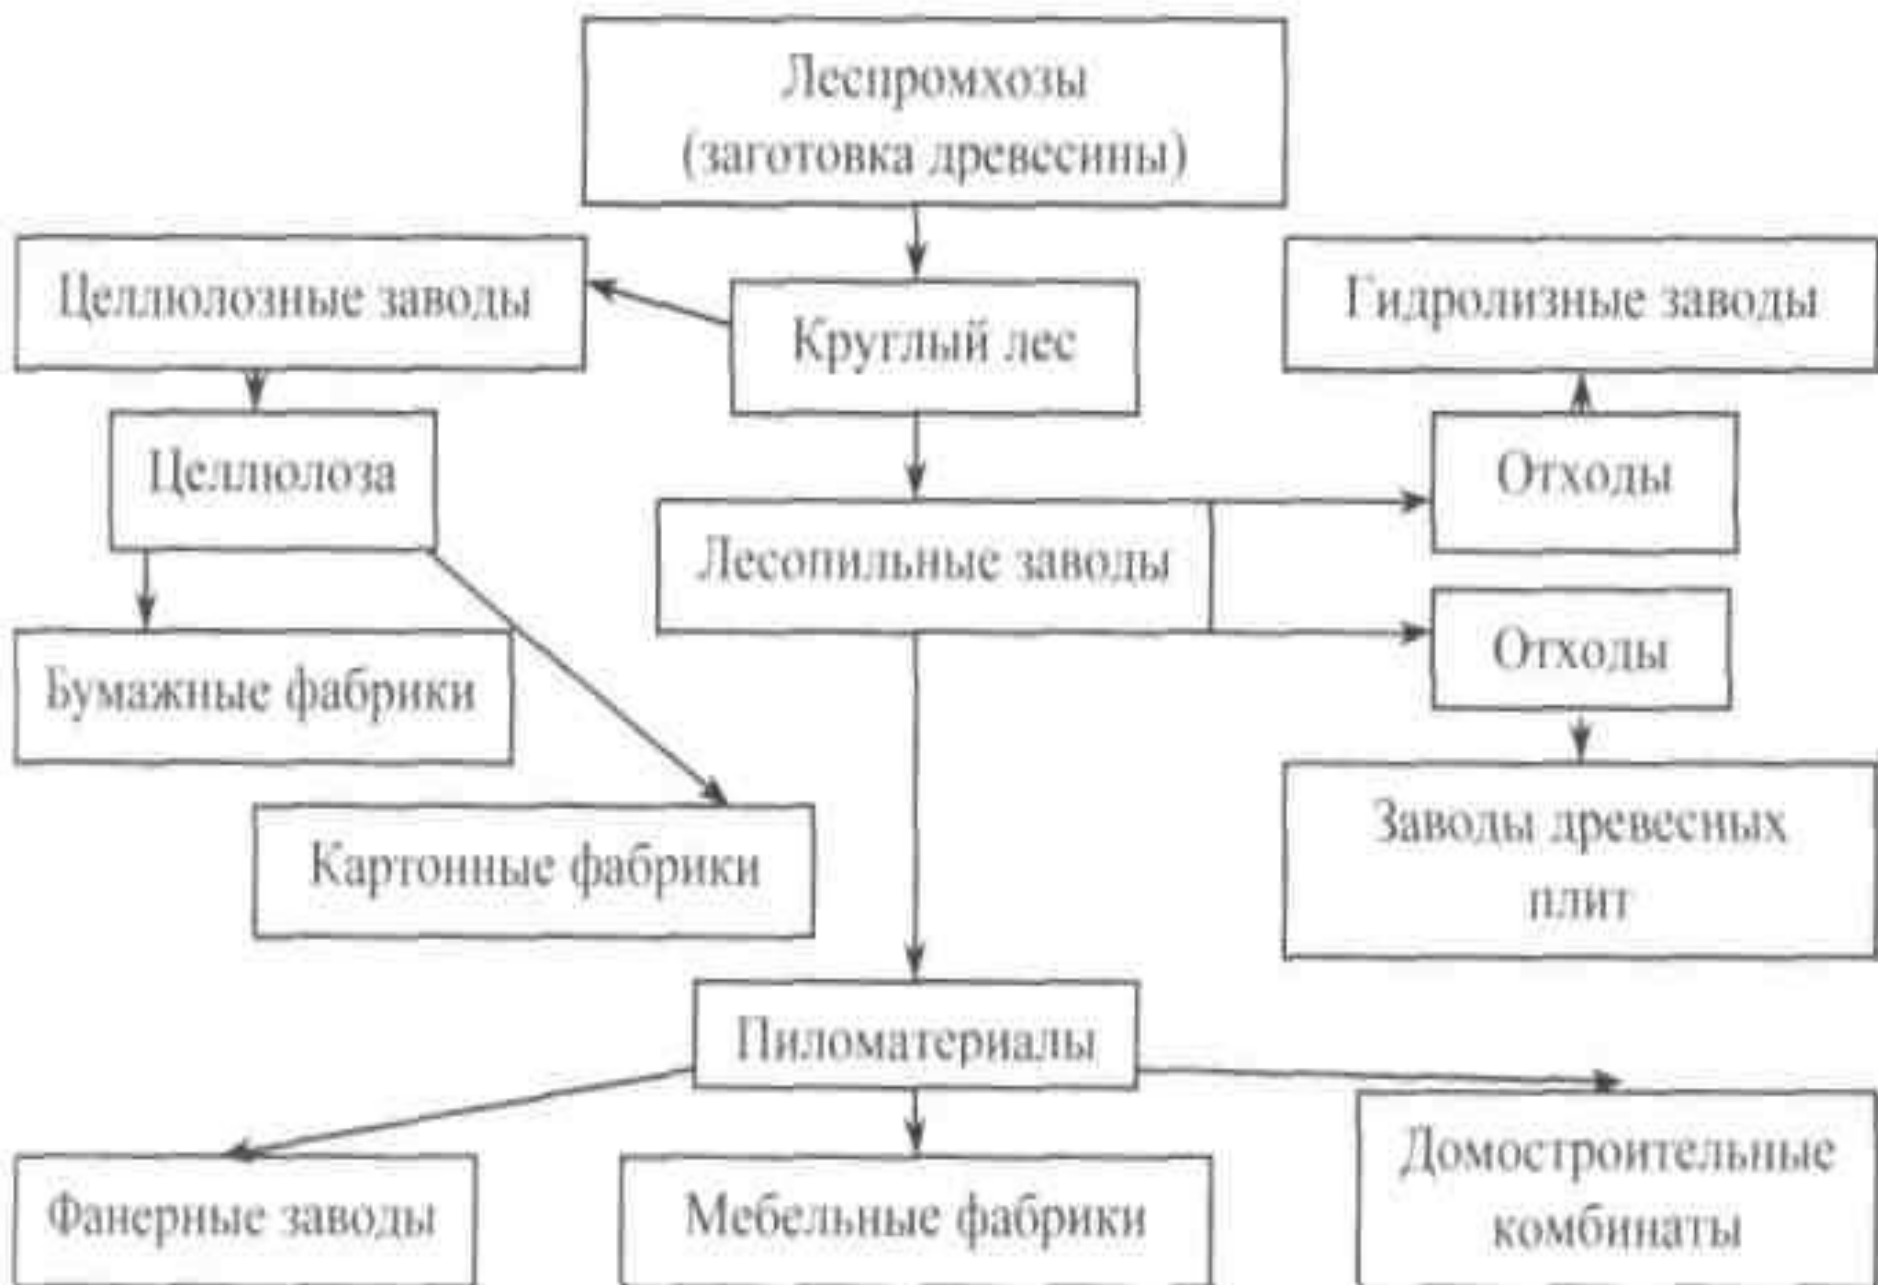 Леспромхозы
(заготовка древесины)
Целлюлозные заводы
Круглый лес
Гидролизные заводы
Целлюлоза
Отходы
Лесопильные заводы
Отходы
Бумажные фабрики
Картонные фабрики
Заводы древесных
плит
Пиломатериалы
Фанерные заводы
Мебельные фабрики
Домостроительные
комбинаты